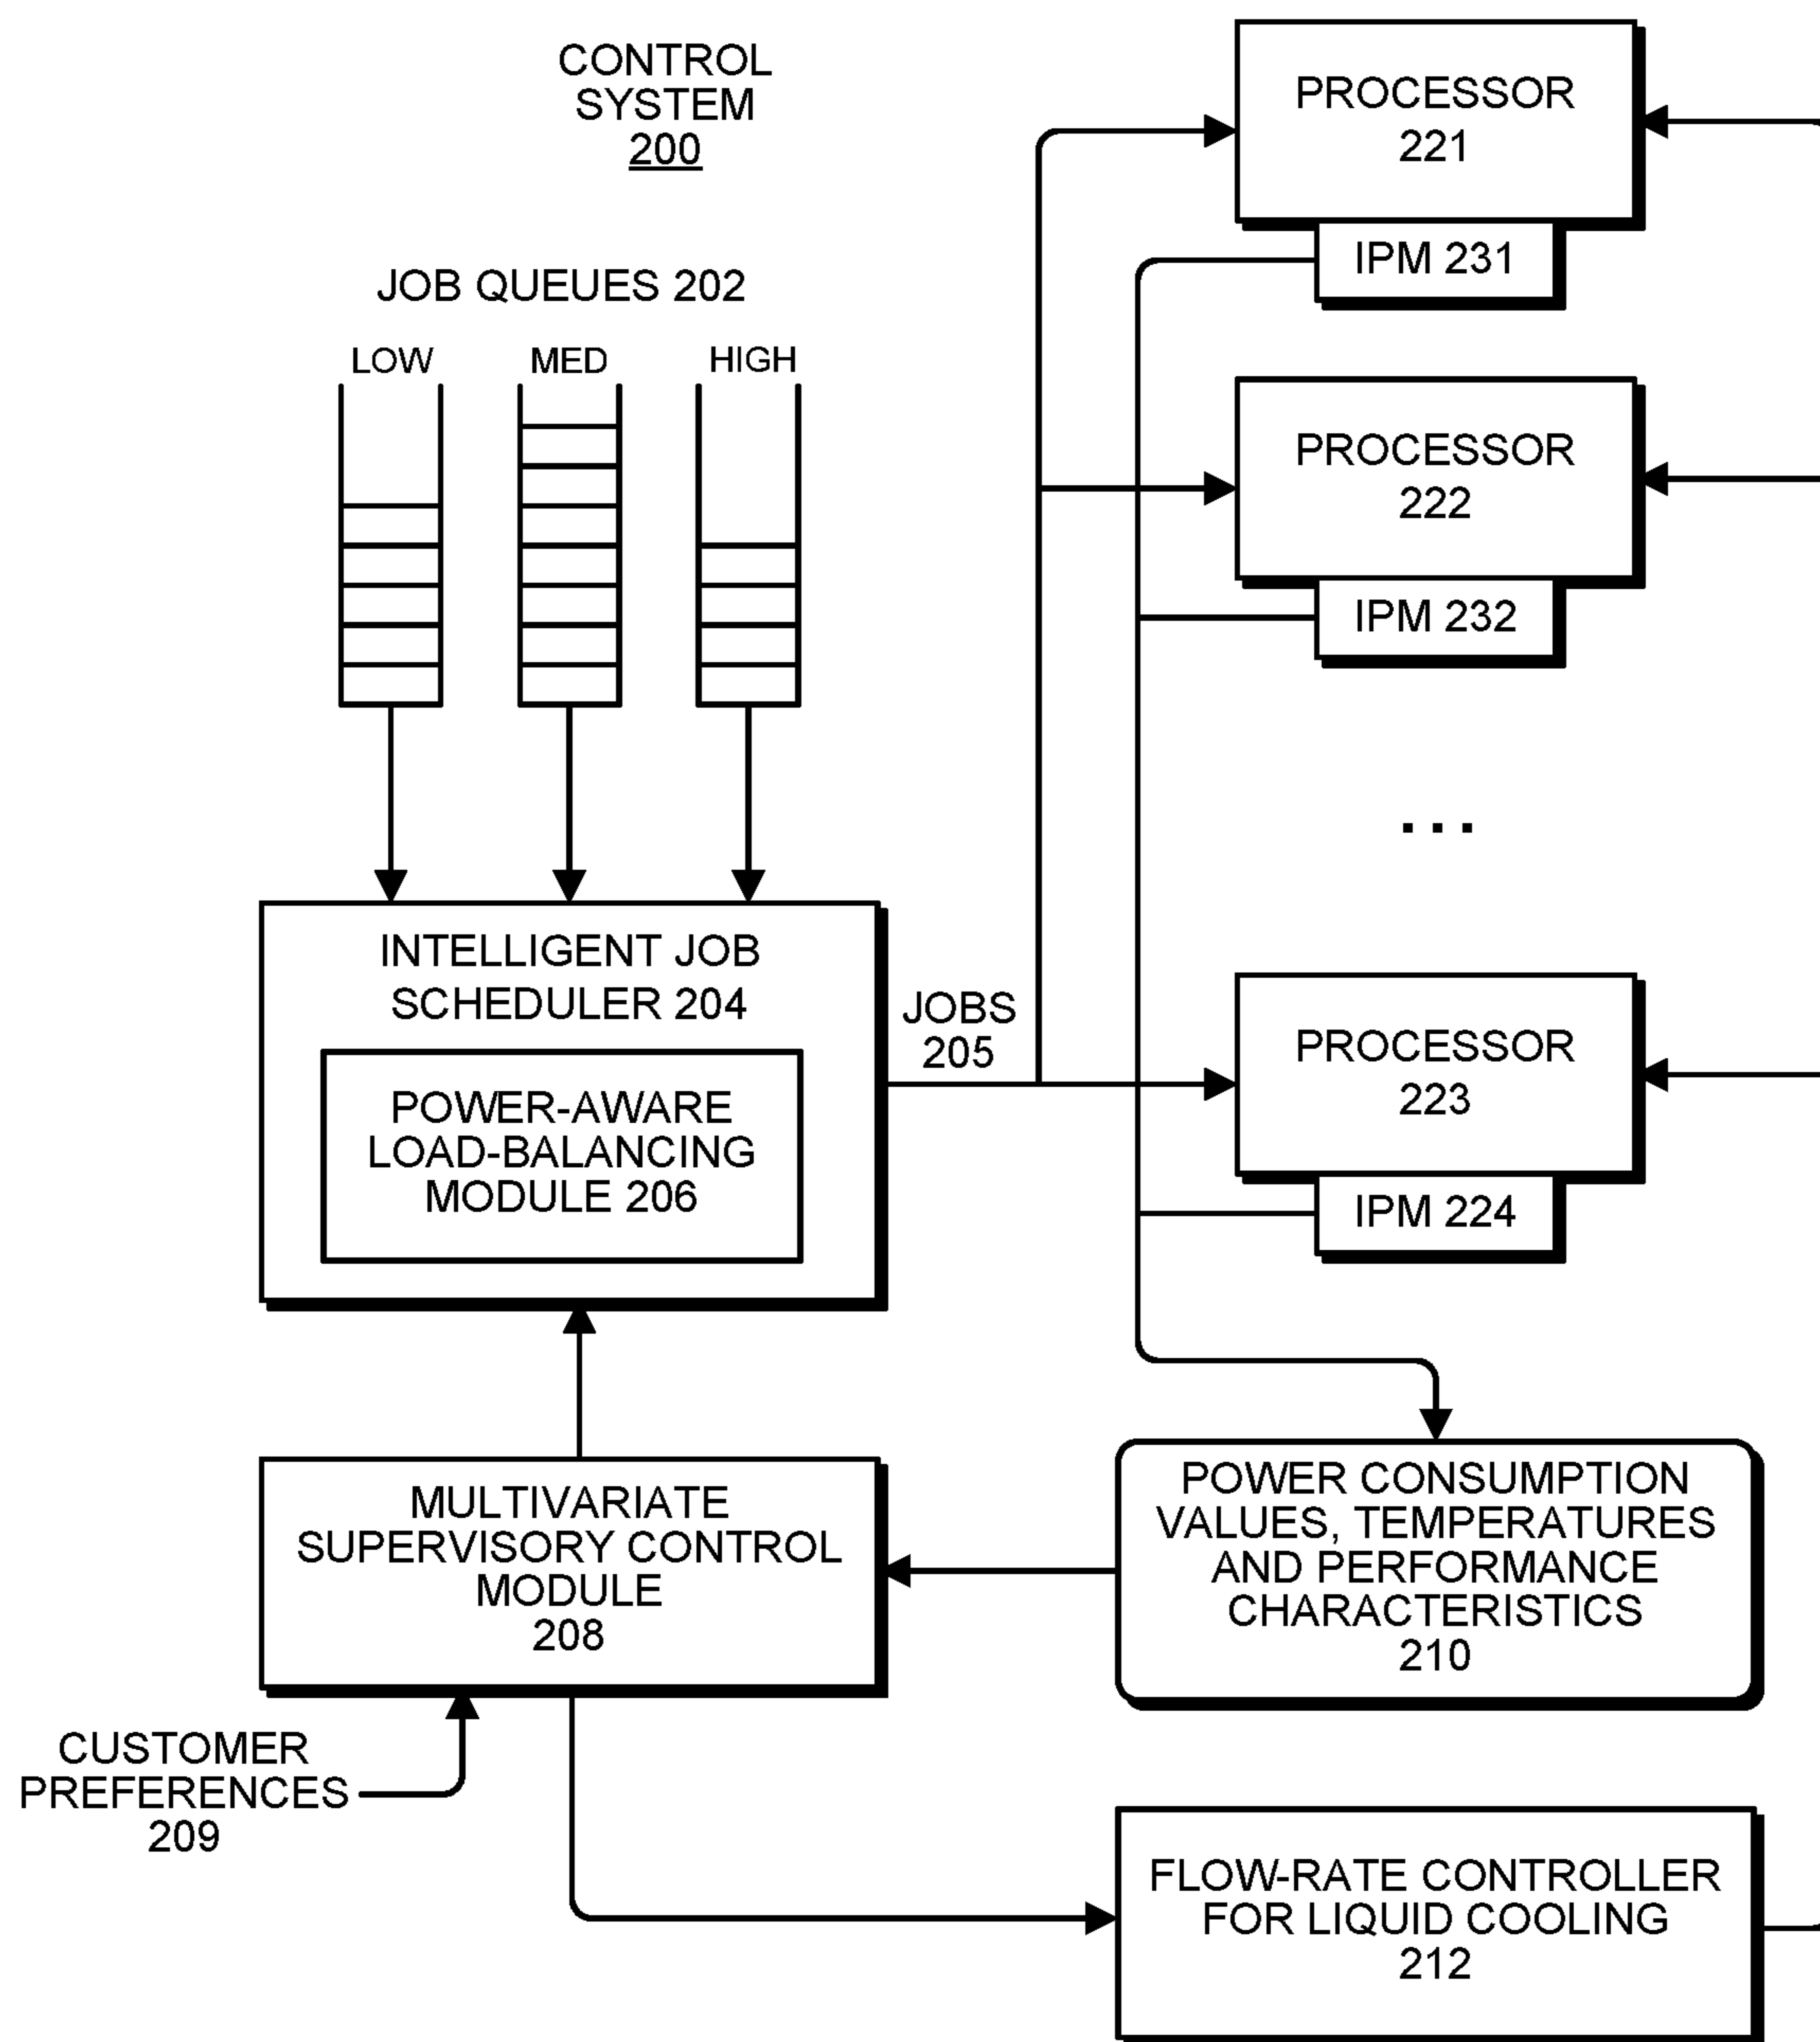 CONTROL
SYSTEM
200
JOB QUEUES 202
LOW
MED
HIGH
INTELLIGENT JOB
SCHEDULER 204
POWER-AWARE
LOAD-BALANCING
MODULE 206
JOBS
205
PROCESSOR
221
IPM 231
PROCESSOR
222
IPM 232
...
PROCESSOR
223
IPM 224
MULTIVARIATE
SUPERVISORY CONTROL
MODULE
208
POWER CONSUMPTION
VALUES, TEMPERATURES
AND PERFORMANCE
CHARACTERISTICS
210
CUSTOMER
PREFERENCES
209
FLOW-RATE CONTROLLER
FOR LIQUID COOLING
212